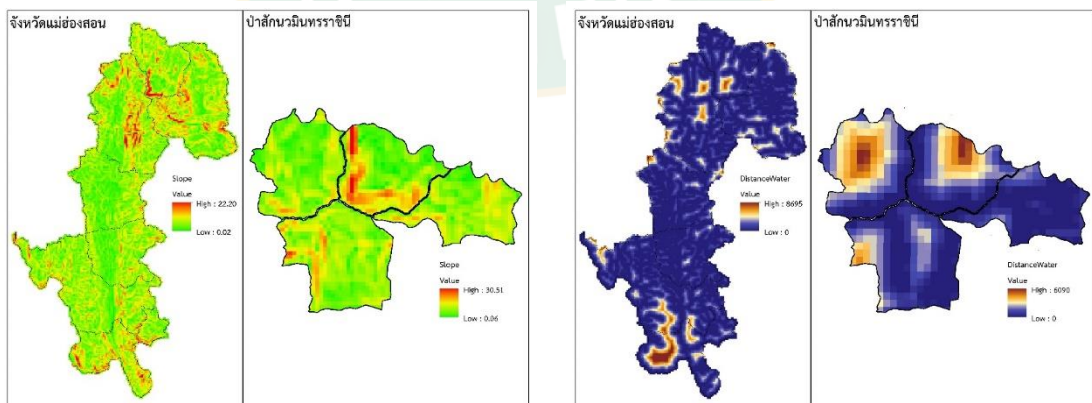 จังหวัดแม่ฮ่องสอน
Slope
Value
High : 22.20
Low : 0.02
ป่าสักนวมินทรราชินี
Slope
Value
High : 30.51
Low : 0.06
จังหวัดแม่ฮ่องสอน
DistanceWater
Value
High : 8695
Low : 0
ป่าสักนวมินทรราชินี
DistanceWater
Value
High : 6090
Low : 0